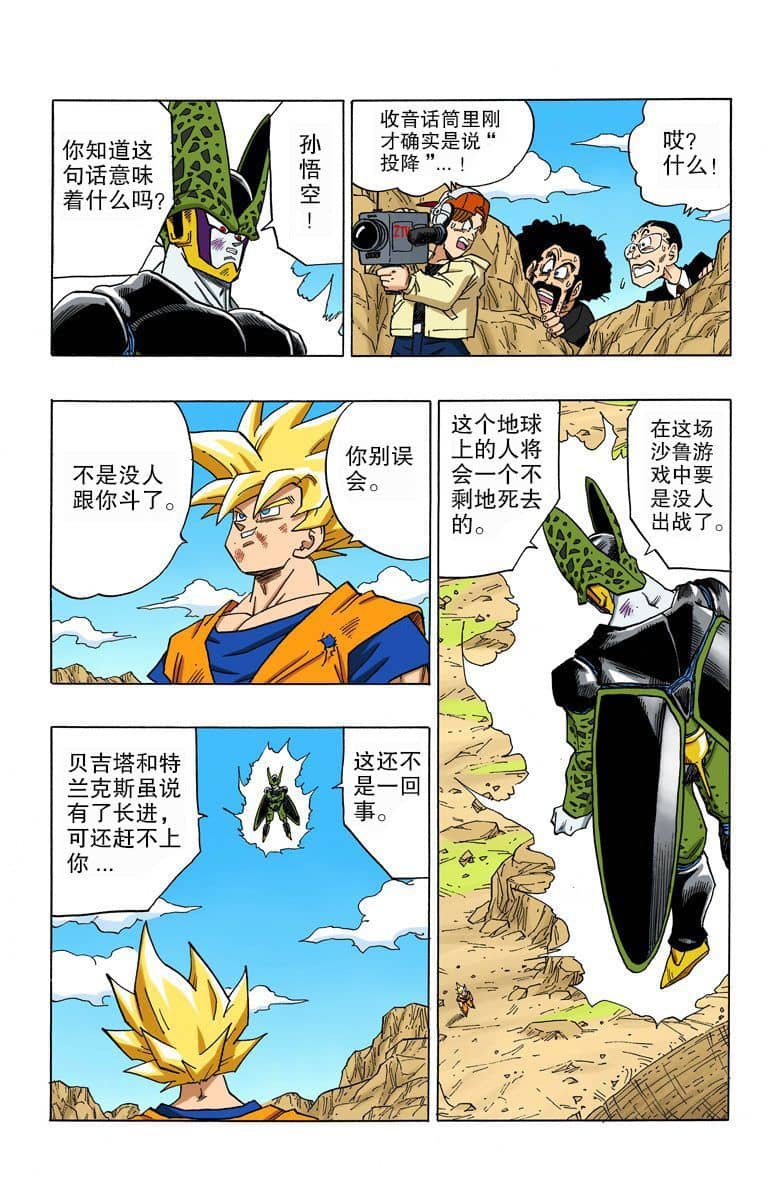 哎？
什么！
收音话筒里刚
才确实是说“
投降”...！
ZTV
孙
悟
空
！
你知道这
句话意味
着什么吗？
在这场
沙鲁游
戏中要
是没人
出战了。
这个地球
上的人将
会一个不
剩地死去
的。
你别误
会。
不是没人
跟你斗了。
这还不
是一回
事。
贝吉塔和特
兰克斯虽说
有了长进，
可还赶不上
你 ...